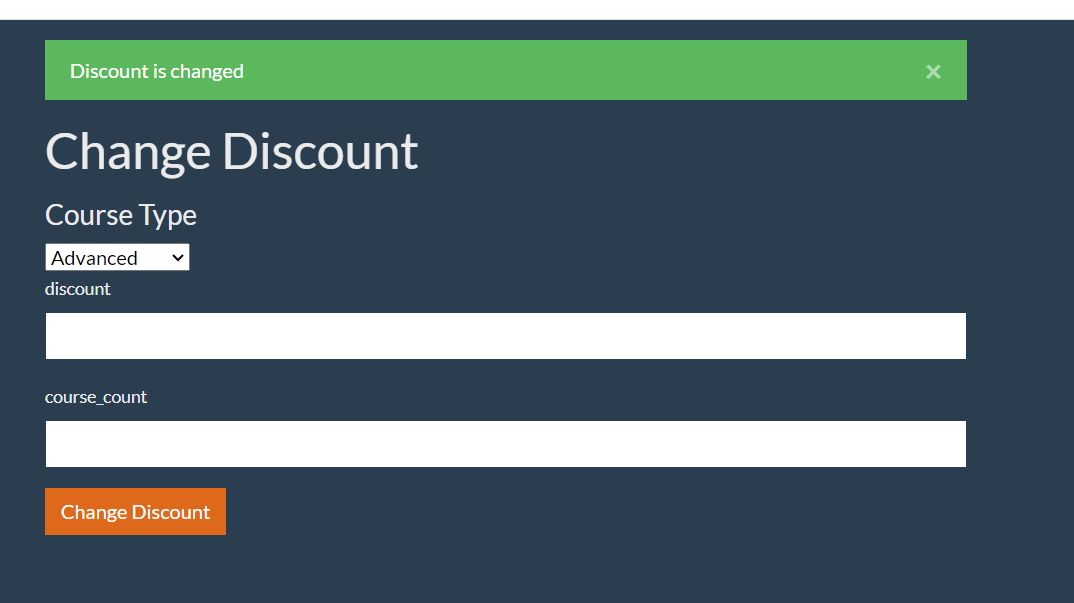 Discount is changed ×
Change Discount
Course Type
Advanced
discount
course_count
Change Discount